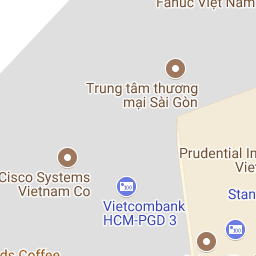 Fanuc Việt Nam
Trung tâm thương
mại Sài Gòn
Prudential In
Vie
Cisco Systems
Vietnam Co
Vietcombank
HCM-PGD 3
Stan
ds Coffee